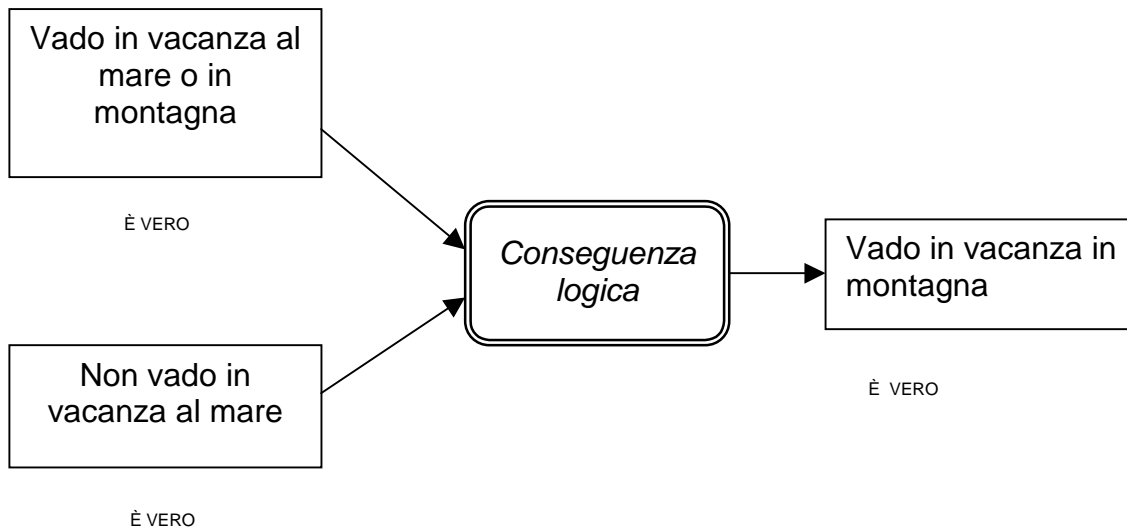 Vado in vacanza al
mare o in
montagna
È VERO
Non vado in
vacanza al mare
È VERO
Conseguenza
logica
Vado in vacanza in
montagna
È VERO